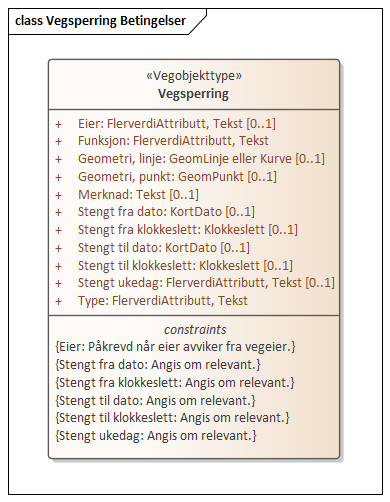 class Vegsperring Betingelser
«Vegobjekttype»
Vegsperring
+ Eier: FlerverdiAttributt, Tekst [0..1]
+ Funksjon: FlerverdiAttributt, Tekst
+ Geometri, linje: GeomLinje eller Kurve [0..1]
+ Geometri, punkt: GeomPunkt [0..1]
+ Merknad: Tekst [0..1]
+ Stengt fra dato: KortDato [0..1]
+ Stengt fra klokkeslett: Klokkeslett [0..1]
+ Stengt til dato: KortDato [0..1]
+ Stengt til klokkeslett: Klokkeslett [0..1]
+ Stengt ukedag: FlerverdiAttributt, Tekst [0..1]
+ Type: FlerverdiAttributt, Tekst
constraints
{Eier: Påkrevd når eier avviker fra vegeier.}
{Stengt fra dato: Angis om relevant.}
{Stengt fra klokkeslett: Angis om relevant.}
{Stengt til dato: Angis om relevant.}
{Stengt til klokkeslett: Angis om relevant.}
{Stengt ukedag: Angis om relevant.}